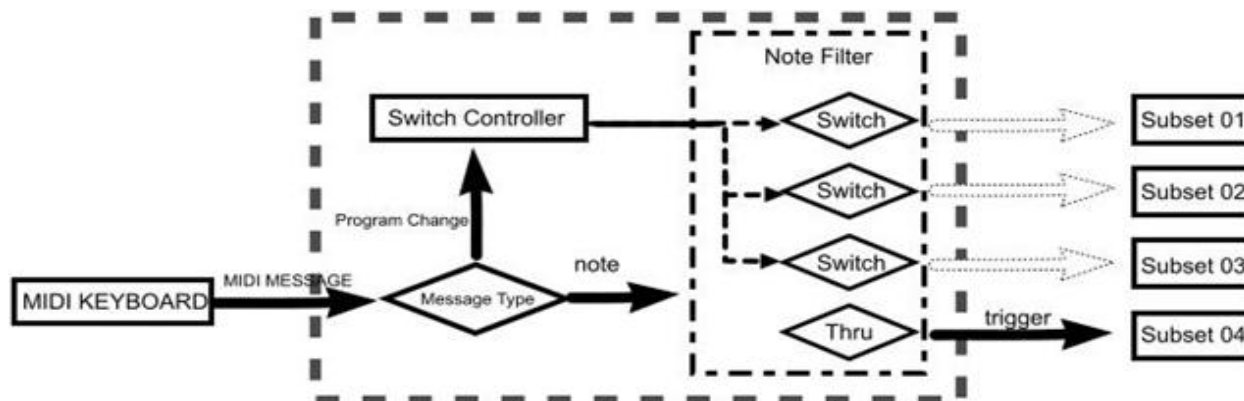 Note Filter
Switch Controller
Switch
Subset 01
Switch
Subset 02
Program Change
note
Switch
Subset 03
MIDI MESSAGE
MIDI KEYBOARD
Message Type
trigger
Thru
Subset 04